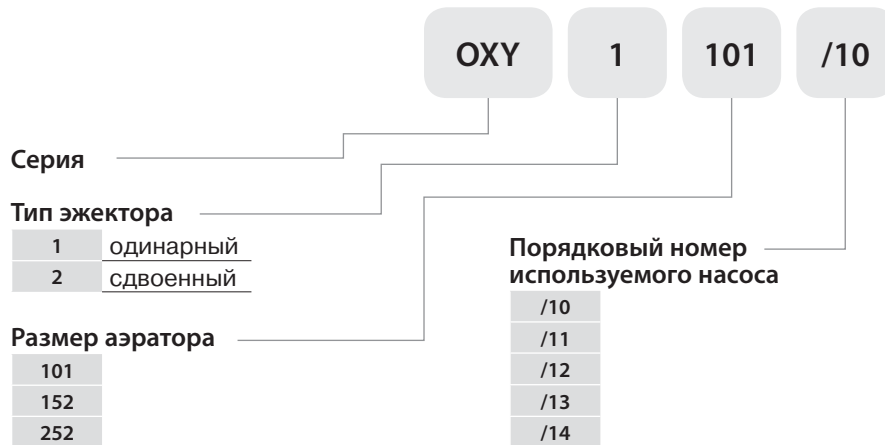 OXY 1 101 /10
Серия
Тип эжектора
1 одинарный
2 сдвоенный
Размер аэратора
101
152
252
Порядковый номер
используемого насоса
/10
/11
/12
/13
/14